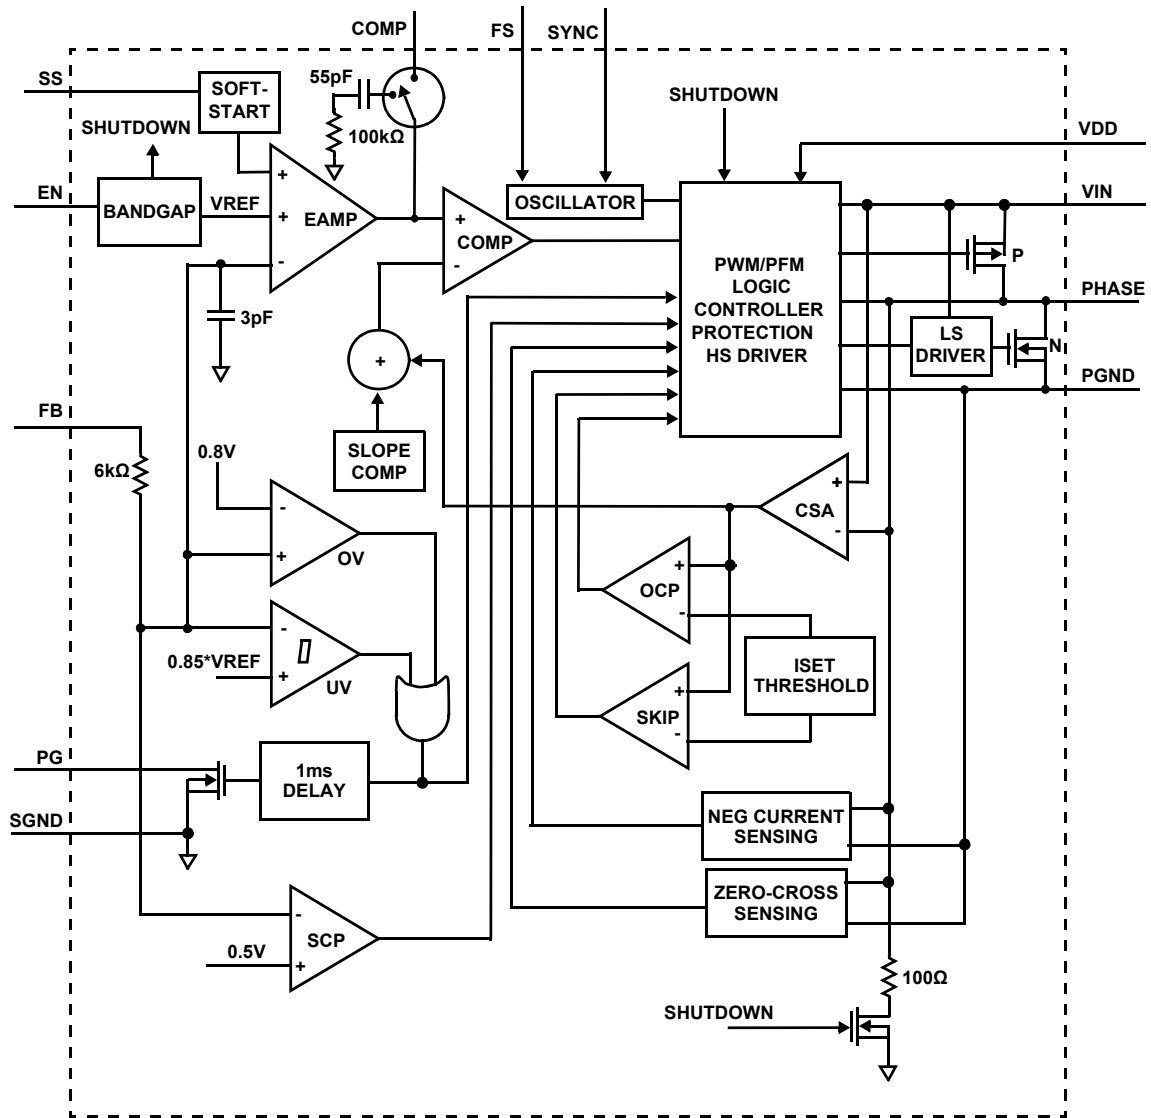 COMP
FS
SYNC
SS
SOFT-
START
55pF
100kΩ
SHUTDOWN
SHUTDOWN
VDD
EN
BANDGAP
VREF
+
+
-
EAMP
+
-
COMP
OSCILLATOR
VIN
PWM/PFM
LOGIC
CONTROLLER
PROTECTION
HS DRIVER
P
PHASE
3pF
LS
DRIVER
N
+
PGND
FB
SLOPE
COMP
0.8V
6kΩ
-
+
OV
+
-
CSA
+
-
OCP
-
+
UV
0.85*VREF
ISET
THRESHOLD
+
-
SKIP
PG
1ms
DELAY
SGND
NEG CURRENT
SENSING
ZERO-CROSS
SENSING
-
+
SCP
0.5V
100Ω
SHUTDOWN